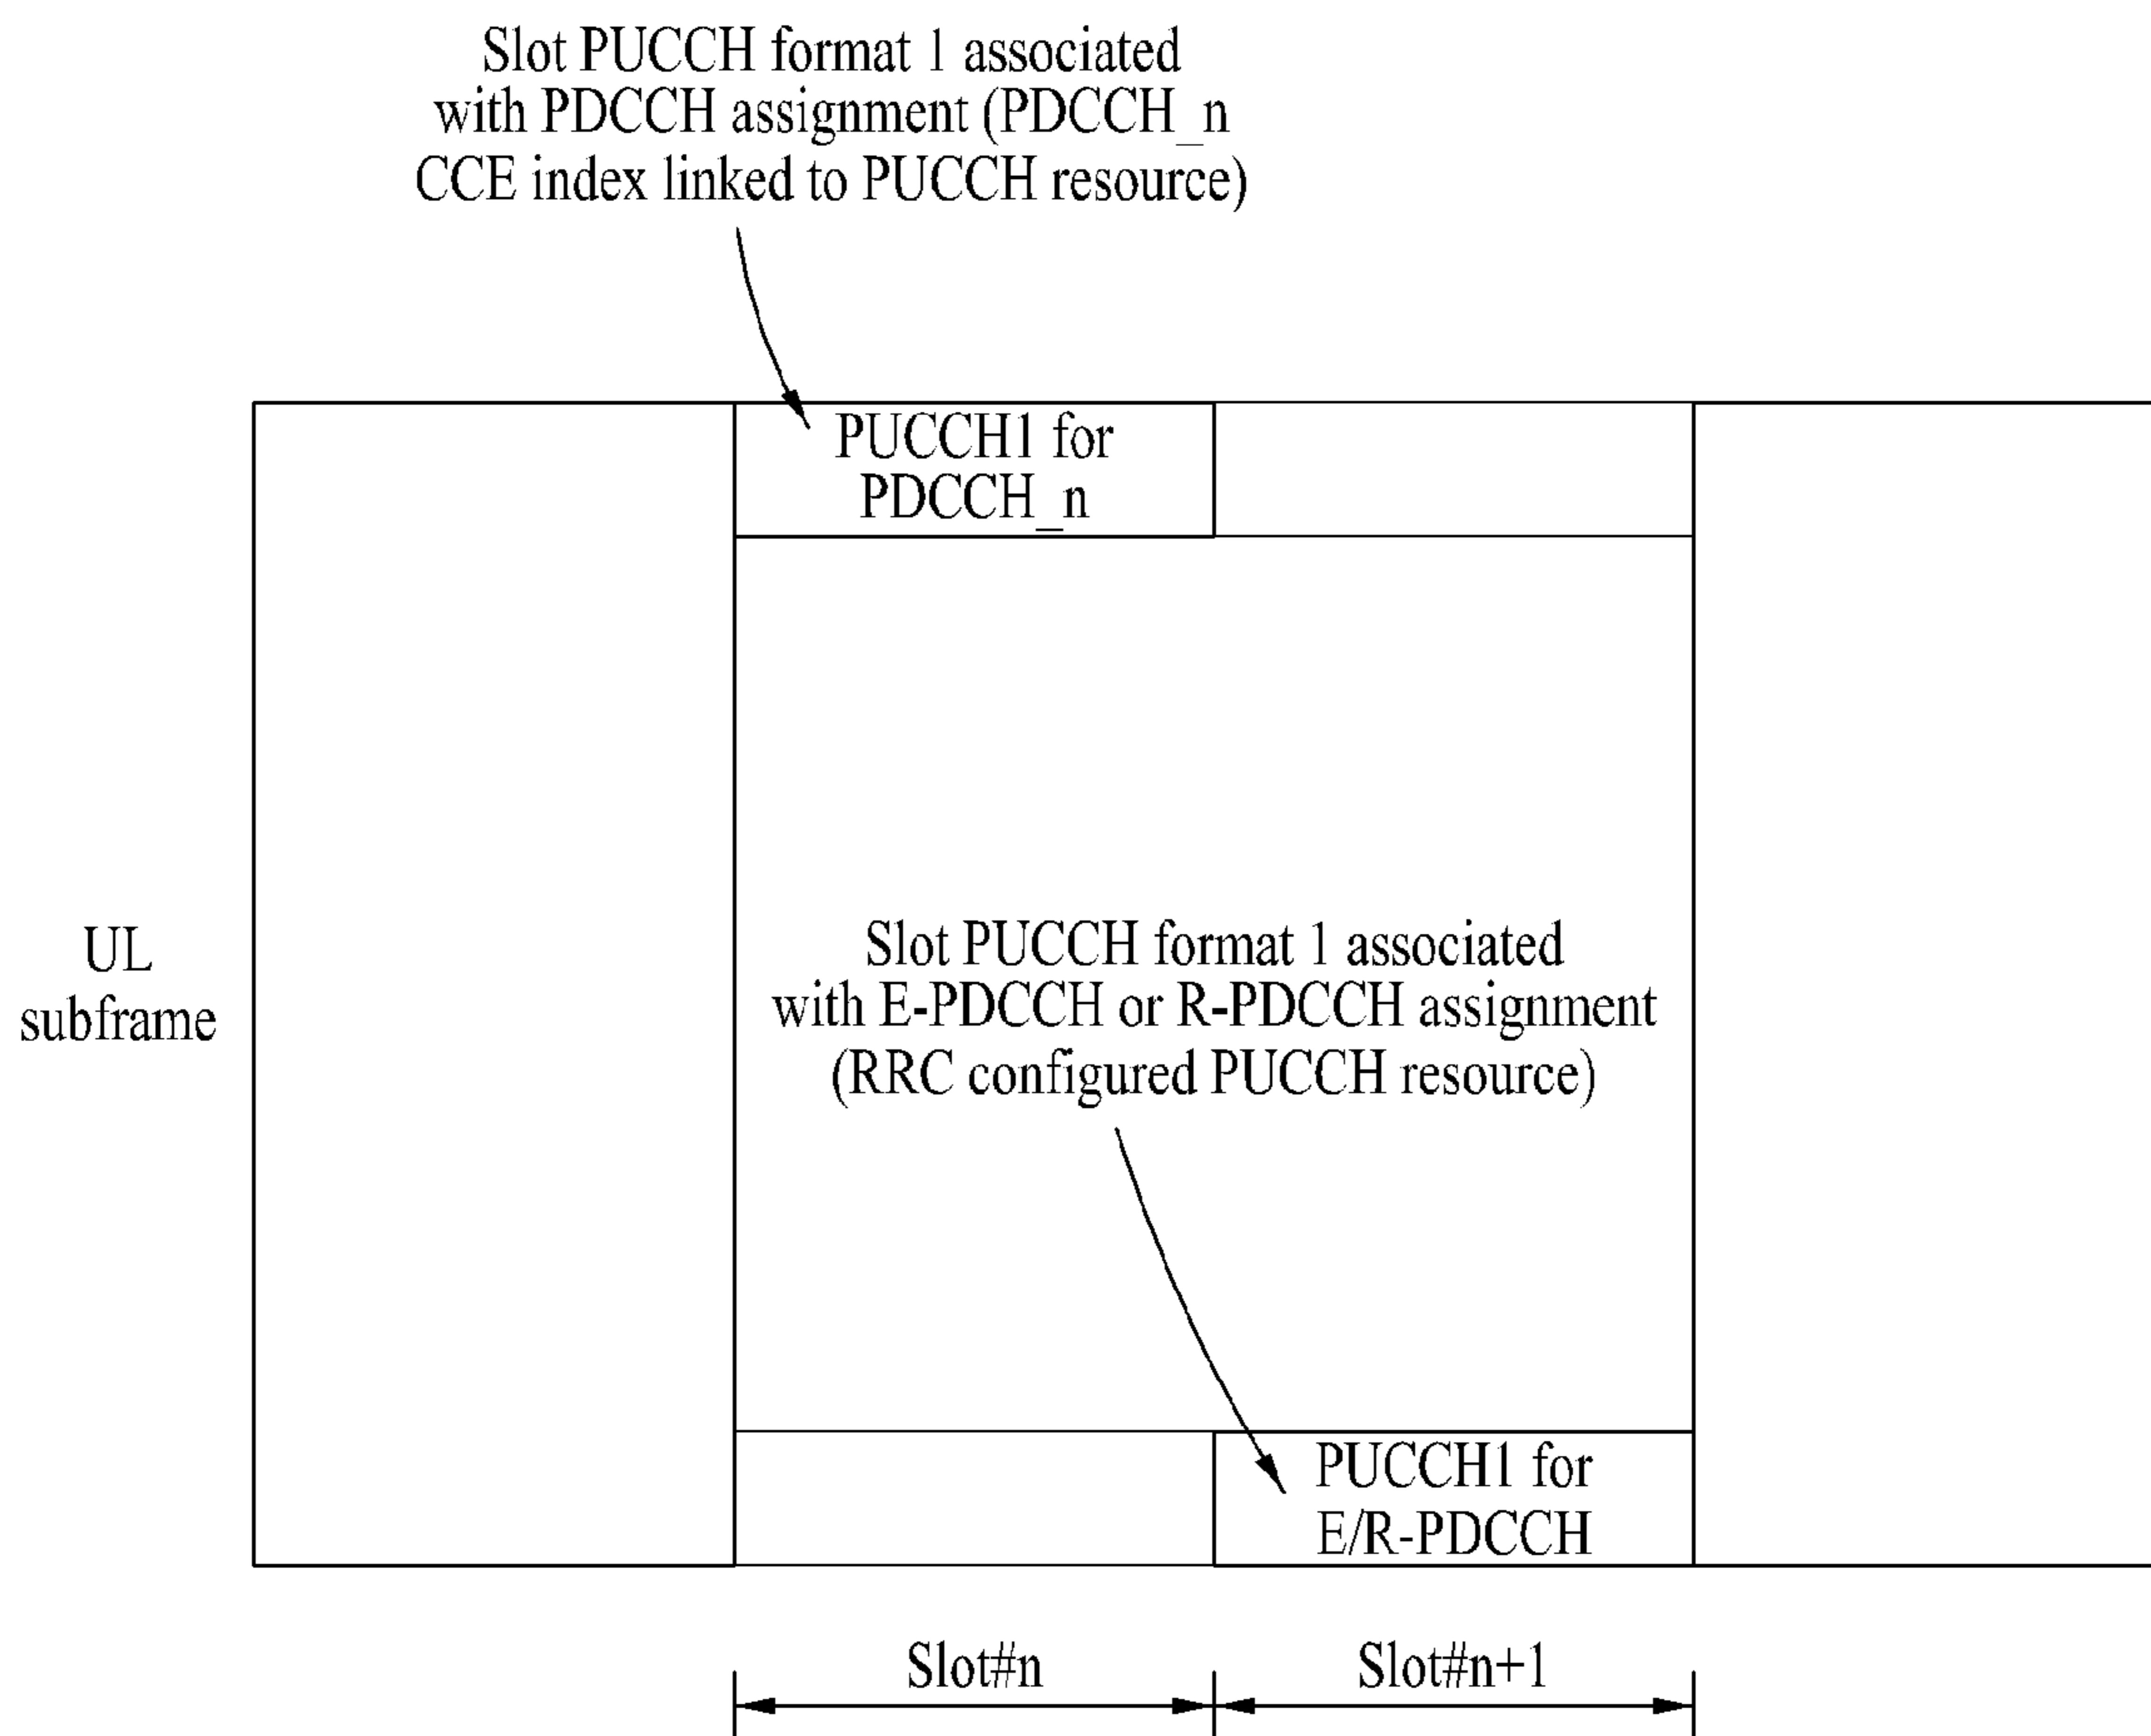 Slot PUCCH format 1 associated
with PDCCH assignment (PDCCH_n
CCE index linked to PUCCH resource)
PUCCH1 for
PDCCH_n
UL
subframe
Slot PUCCH format 1 associated
with E-PDCCH or R-PDCCH assignment
(RRC configured PUCCH resource)
PUCCH1 for
E/R-PDCCH
Slot#n
Slot#n+1